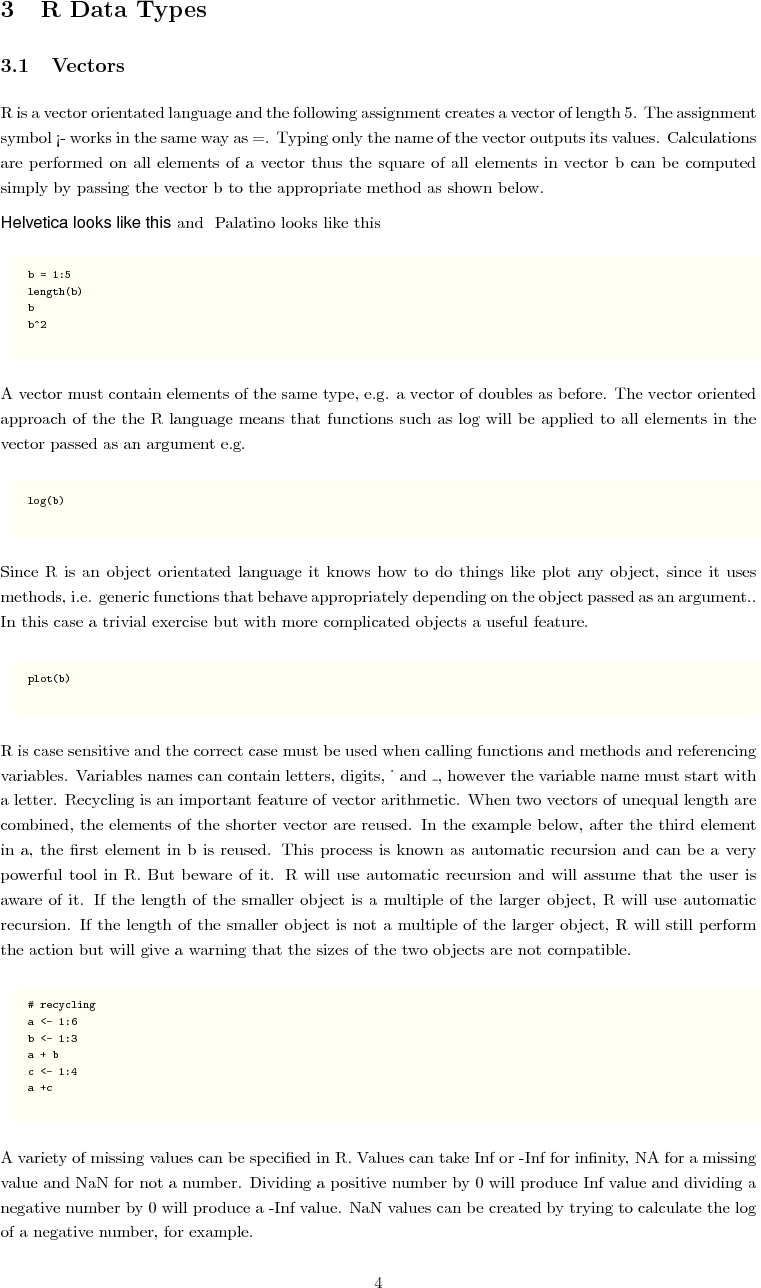 3 R Data Types
3.1 Vectors
R is a vector orientated language and the following assignment creates a vector of length 5. The assignment
symbol ¡- works in the same way as =. Typing only the name of the vector outputs its values. Calculations
are performed on all elements of a vector thus the square of all elements in vector b can be computed
simply by passing the vector b to the appropriate method as shown below.
Helvetica looks like this and Palatino looks like this
b = 1:5
length(b)
b
b^2
A vector must contain elements of the same type, e.g. a vector of doubles as before. The vector oriented
approach of the the R language means that functions such as log will be applied to all elements in the
vector passed as an argument e.g.
log(b)
Since R is an object orientated language it knows how to do things like plot any object, since it uses
methods, i.e. generic functions that behave appropriately depending on the object passed as an argument..
In this case a trivial exercise but with more complicated objects a useful feature.
plot(b)
R is case sensitive and the correct case must be used when calling functions and methods and referencing
variables. Variables names can contain letters, digits, ˙ and _, however the variable name must start with
a letter. Recycling is an important feature of vector arithmetic. When two vectors of unequal length are
combined, the elements of the shorter vector are reused. In the example below, after the third element
in a, the first element in b is reused. This process is known as automatic recursion and can be a very
powerful tool in R. But beware of it. R will use automatic recursion and will assume that the user is
aware of it. If the length of the smaller object is a multiple of the larger object, R will use automatic
recursion. If the length of the smaller object is not a multiple of the larger object, R will still perform
the action but will give a warning that the sizes of the two objects are not compatible.
# recycling
a <- 1:6
b <- 1:3
a + b
c <- 1:4
a +c
A variety of missing values can be specified in R. Values can take Inf or -Inf for infinity, NA for a missing
value and NaN for not a number. Dividing a positive number by 0 will produce Inf value and dividing a
negative number by 0 will produce a -Inf value. NaN values can be created by trying to calculate the log
of a negative number, for example.
4